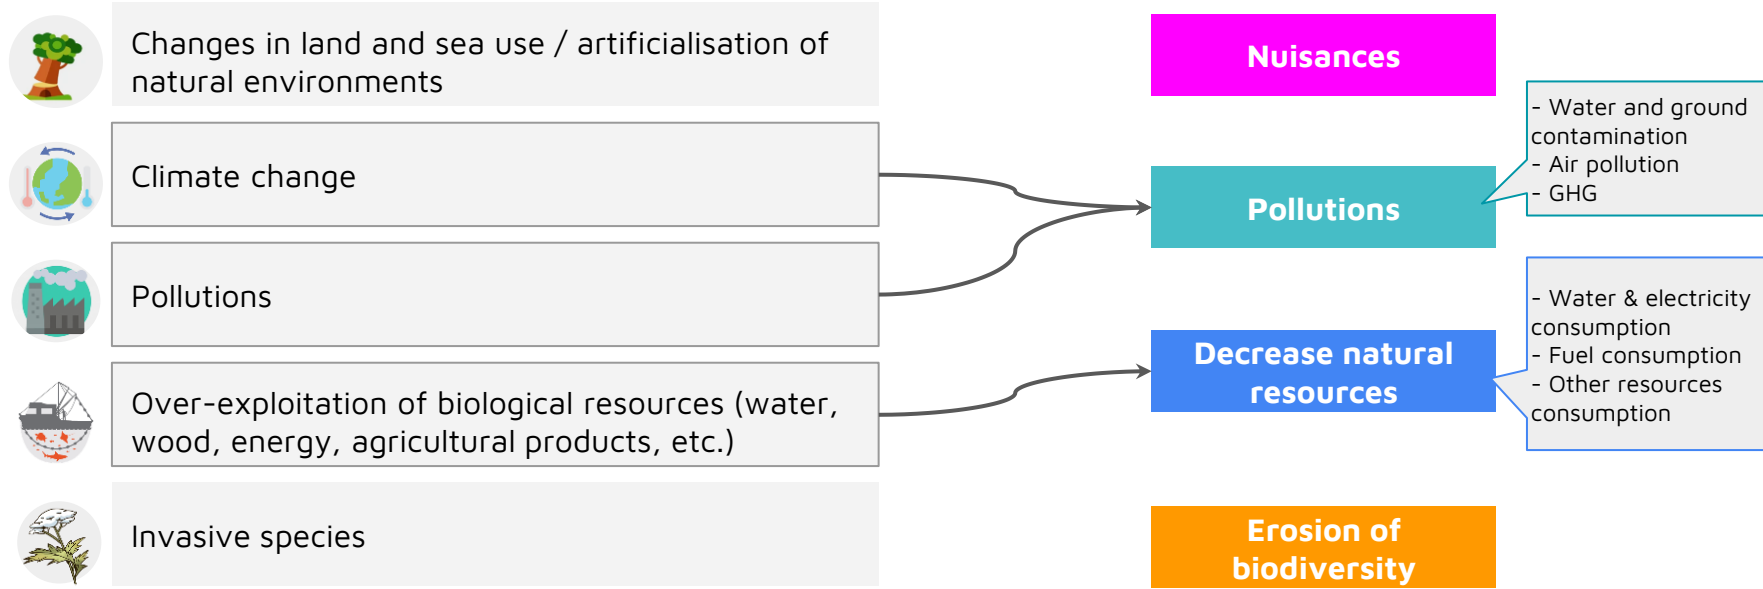 Changes in land and sea use / artificialisation of
natural environments
Climate change
Pollutions
Over-exploitation of biological resources (water,
wood, energy, agricultural products, etc.)
Invasive species
Nuisances
Pollutions
- Water and ground
contamination
- Air pollution
- GHG
Decrease natural
resources
- Water & electricity
consumption
- Fuel consumption
- Other resources
consumption
Erosion of
biodiversity